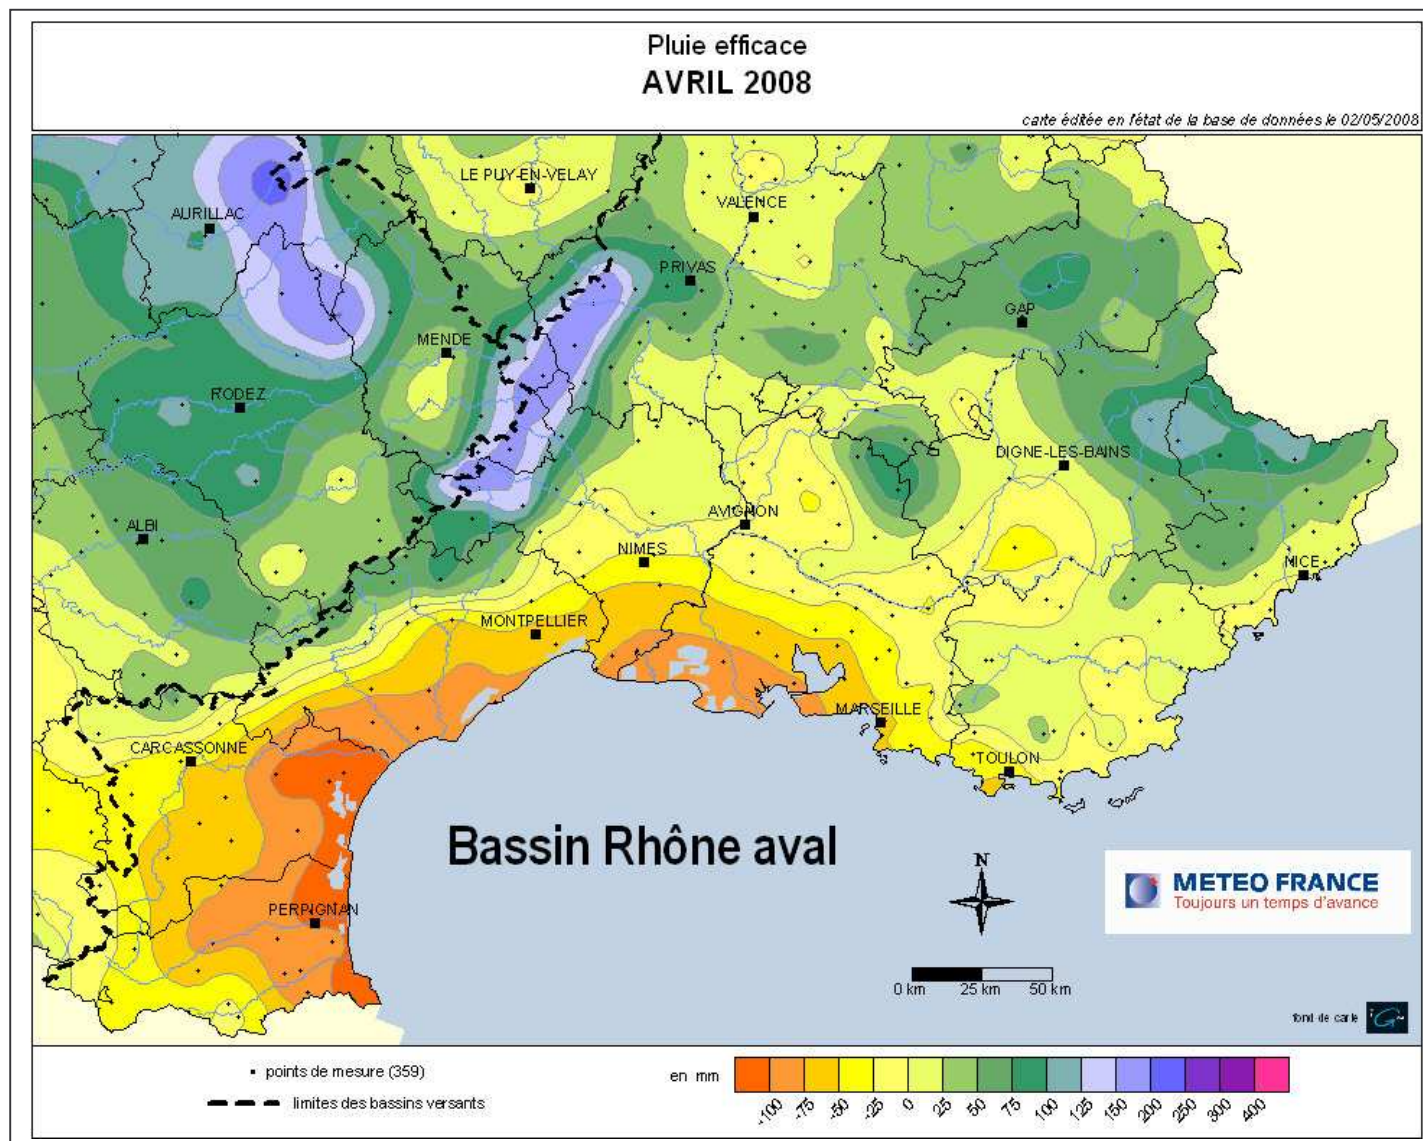 Pluie efficace
AVRIL 2008
carte éditée en l'état de la base de données le 02/05/2008
LE PUY-EN-VELAY
AURILLAC
VALENCE
PRIVAS
GAP
MENDE
RODEZ
DIGNE-LES-BAINS
ALBI
AVIGNON
NIMES
NICE
MONTPELLIER
MARSEILLE
CARCASSONNE
TOULON
Bassin Rhône aval
N
METEO FRANCE
Toujours un temps d'avance
PERPIGNAN
0 km 25 km 50 km
fond de carte
points de mesure (359)
limites des bassins versants
en mm
-100 -75 -50 -25 0 25 50 75 100 125 150 200 250 300 400